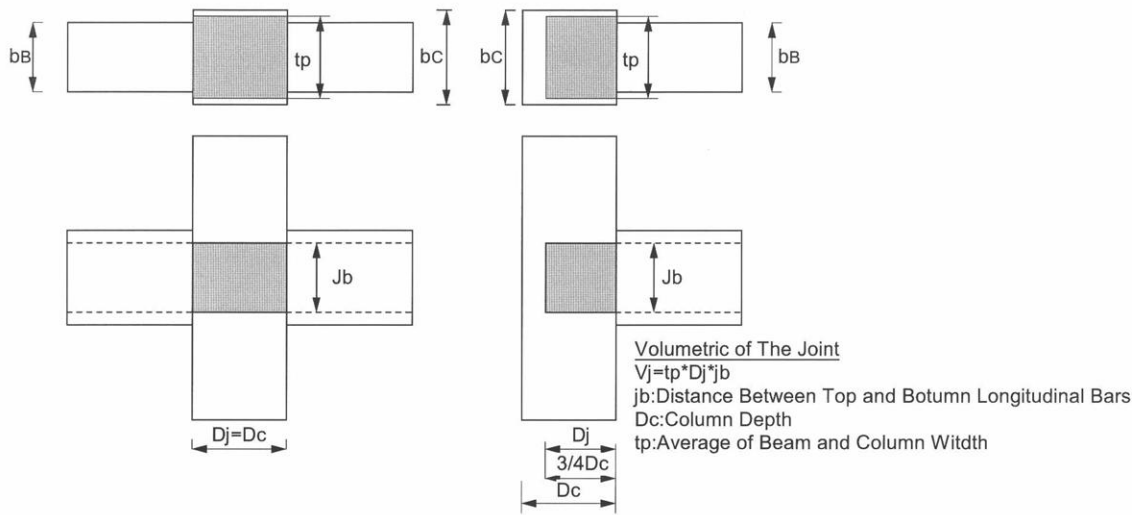 bB
tp
bC
bC
tp
bB
Jb
Jb
Volumetric of The Joint
Vj=tp*Dj*jb
jb:Distance Between Top and Botumn Longitudinal Bars
Dc:Column Depth
tp:Average of Beam and Column Witdth
Dj=Dc
Dj
3/4Dc
Dc